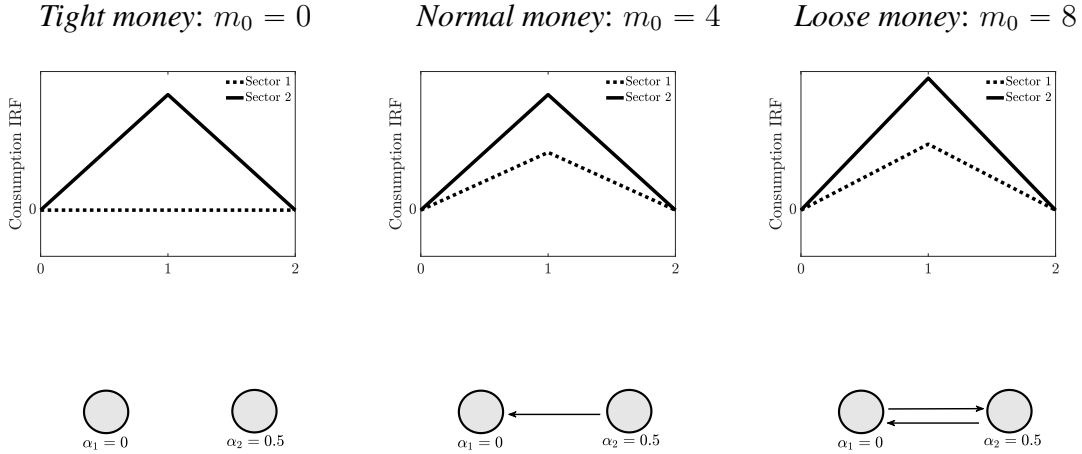 Tight money: m₀ = 0
Normal money: m₀ = 4
Loose money: m₀ = 8
Consumption IRF
Sector 1
Sector 2
0
0 1 2
Consumption IRF
Sector 1
Sector 2
0
0 1 2
Consumption IRF
Sector 1
Sector 2
0
0 1 2
α₁ = 0
α₂ = 0.5
α₁ = 0
α₂ = 0.5
α₁ = 0
α₂ = 0.5